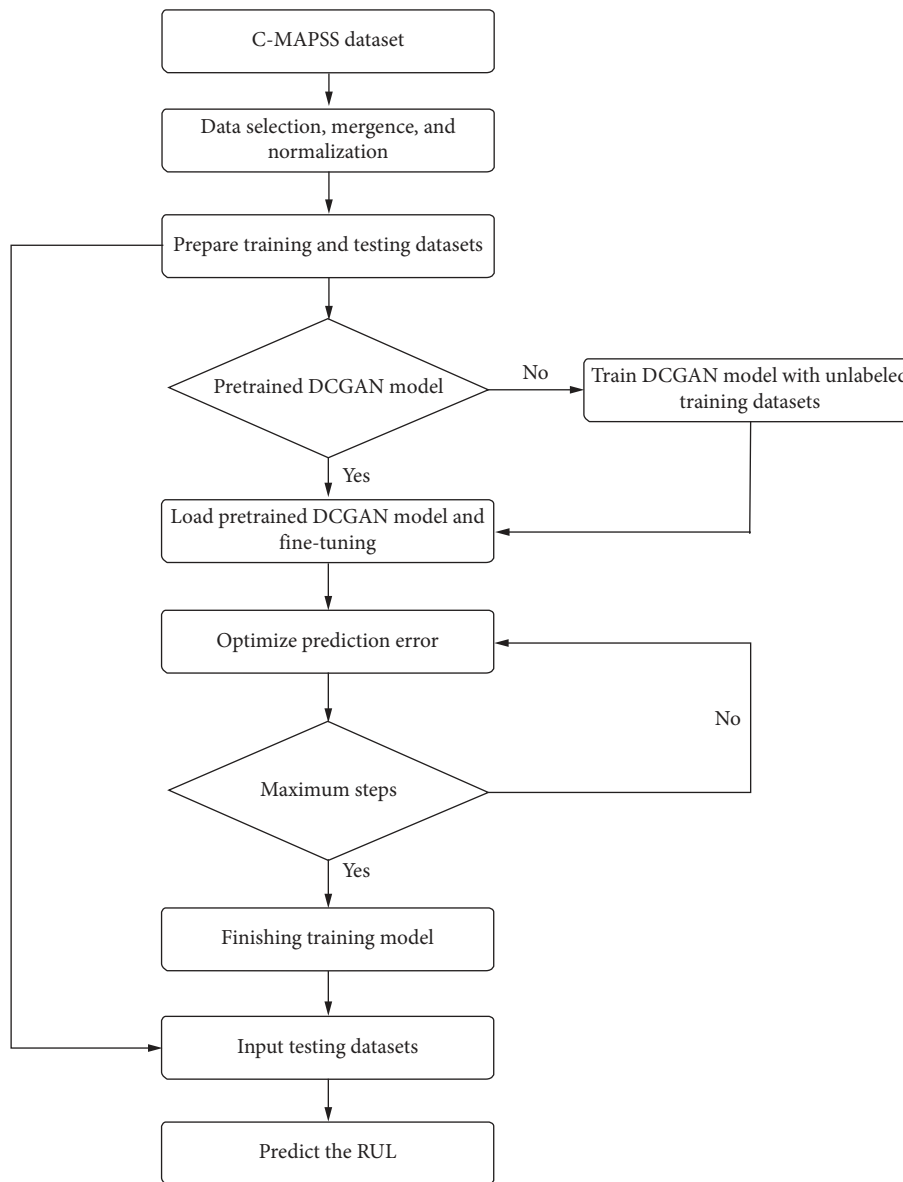 C-MAPSS dataset
Data selection, mergence, and
normalization
Prepare training and testing datasets
Pretrained DCGAN model
No
Train DCGAN model with unlabeled
training datasets
Yes
Load pretrained DCGAN model and
fine-tuning
Optimize prediction error
No
Maximum steps
Yes
Finishing training model
Input testing datasets
Predict the RUL